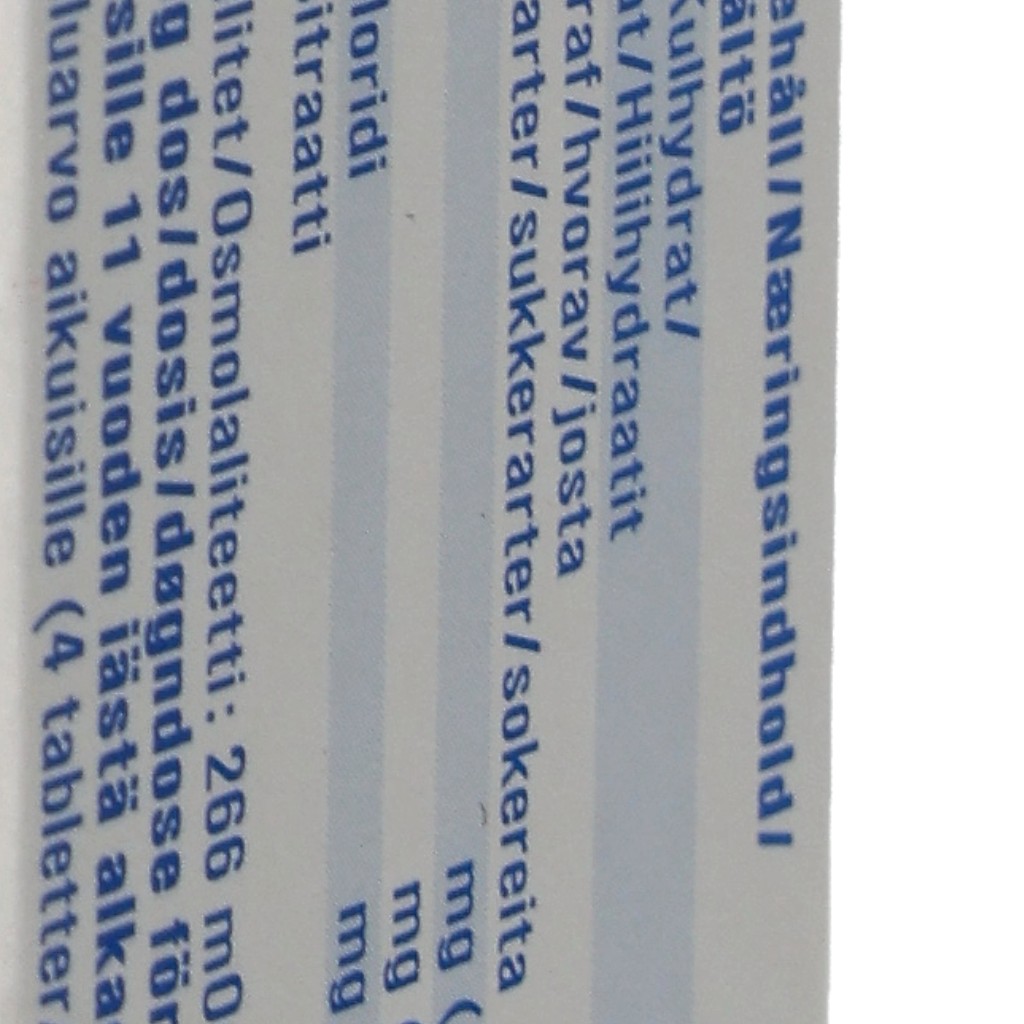 ehåll/Næringsindhold/
ältö
Kulhydrat/
at/Hiilihydraatit
raf/hvorav/josta
arter/sukkerarter/sokereita
mg (
mg
loridi mg
itraatti
litet/Osmolaliteetti: 266 mO
g dos/dosis/døgndose för
sille 11 vuoden iästä alka
luarvo aikuisille (4 tabletter/